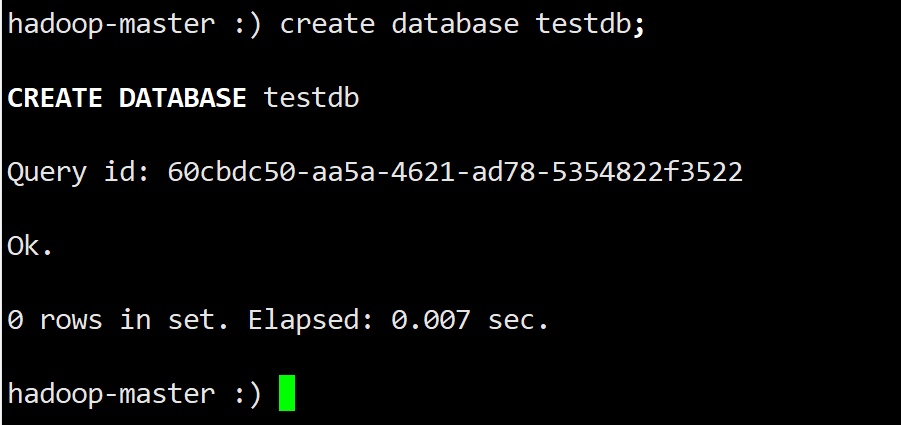 hadoop-master :) create database testdb;
CREATE DATABASE testdb
Query id: 60cbdc50-aa5a-4621-ad78-5354822f3522
Ok.
0 rows in set. Elapsed: 0.007 sec.
hadoop-master :)